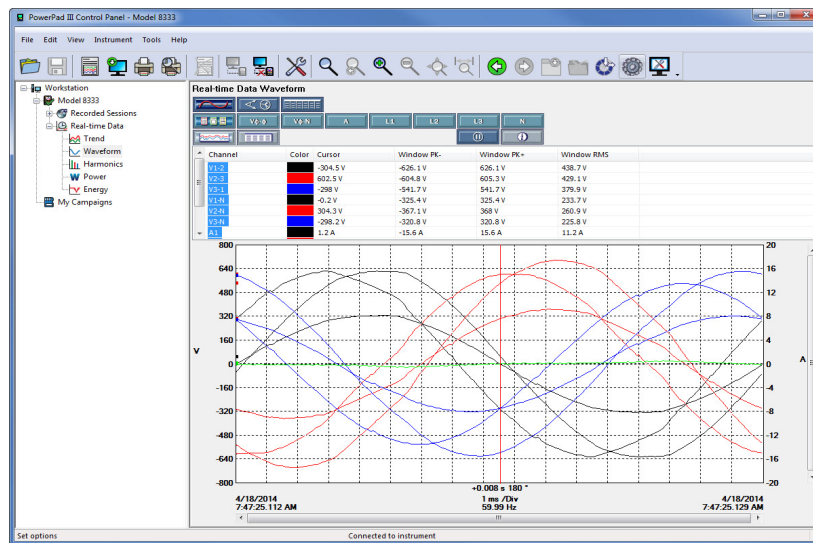 PowerPad III Control Panel - Model 8333
File Edit View Instrument Tools Help
Workstation
Model 8333
Recorded Sessions
Real-time Data
Trend
Waveform
Harmonics
W Power
Energy
My Campaigns
Real-time Data Waveform
Vϕ-ϕ Vϕ-N A L1 L2 L3 N
Channel Color Cursor Window PK- Window PK+ Window RMS
V1-2 -304.5 V -626.1 V 626.1 V 438.7 V
V2-3 602.5 V -604.8 V 605.3 V 429.1 V
V3-1 -298 V -541.7 V 541.7 V 379.9 V
V1-N -0.2 V -325.4 V 325.4 V 233.7 V
V2-N 304.3 V -367.1 V 368 V 260.9 V
V3-N -298.2 V -320.8 V 320.8 V 225.8 V
A1 1.2 A -15.6 A 15.6 A 11.2 A
800 20
640 16
480 12
320 8
160 4
V 0 0 A
-160 -4
-320 -8
-480 -12
-640 -16
-800 -20
+0.008 s 180 °
4/18/2014 1 ms /Div 4/18/2014
7:47:25.112 AM 59.99 Hz 7:47:25.129 AM
Set options Connected to instrument